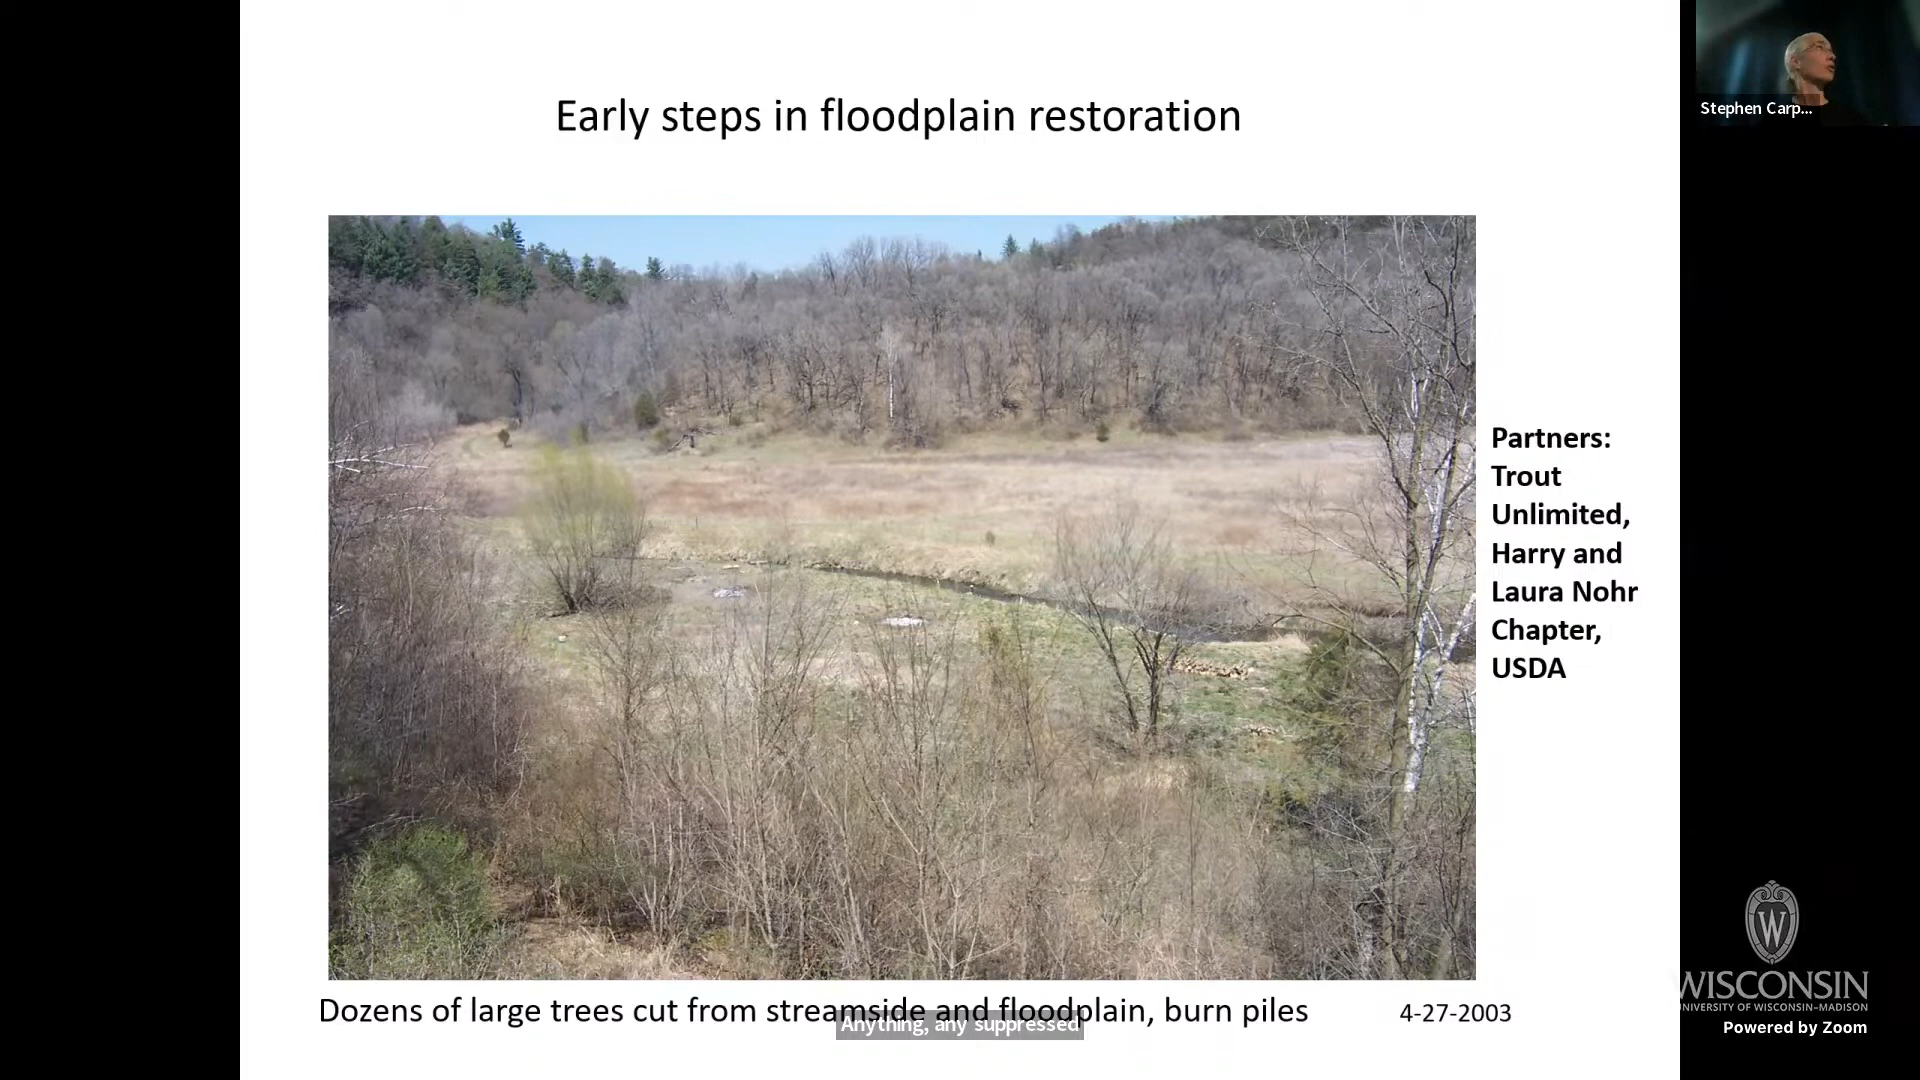 Early steps in floodplain restoration
Stephen Carp...
Partners:
Trout
Unlimited,
Harry and
Laura Nohr
Chapter,
USDA
Dozens of large trees cut from streamside and floodplain, burn piles
4-27-2003
Anything, any suppressed
W
WISCONSIN
UNIVERSITY OF WISCONSIN–MADISON
Powered by Zoom